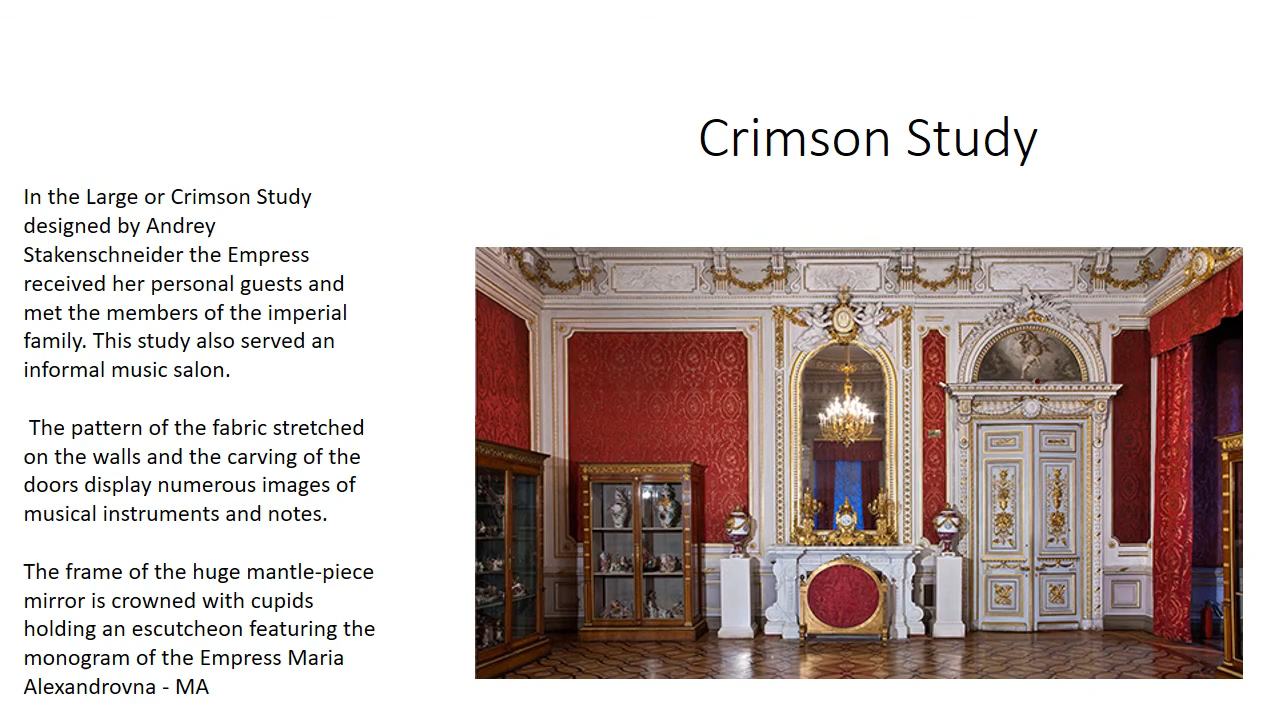 Crimson Study
In the Large or Crimson Study
designed by Andrey
Stakenschneider the Empress
received her personal guests and
met the members of the imperial
family. This study also served an
informal music salon.
The pattern of the fabric stretched
on the walls and the carving of the
doors display numerous images of
musical instruments and notes.
The frame of the huge mantle-piece
mirror is crowned with cupids
holding an escutcheon featuring the
monogram of the Empress Maria
Alexandrovna - MA